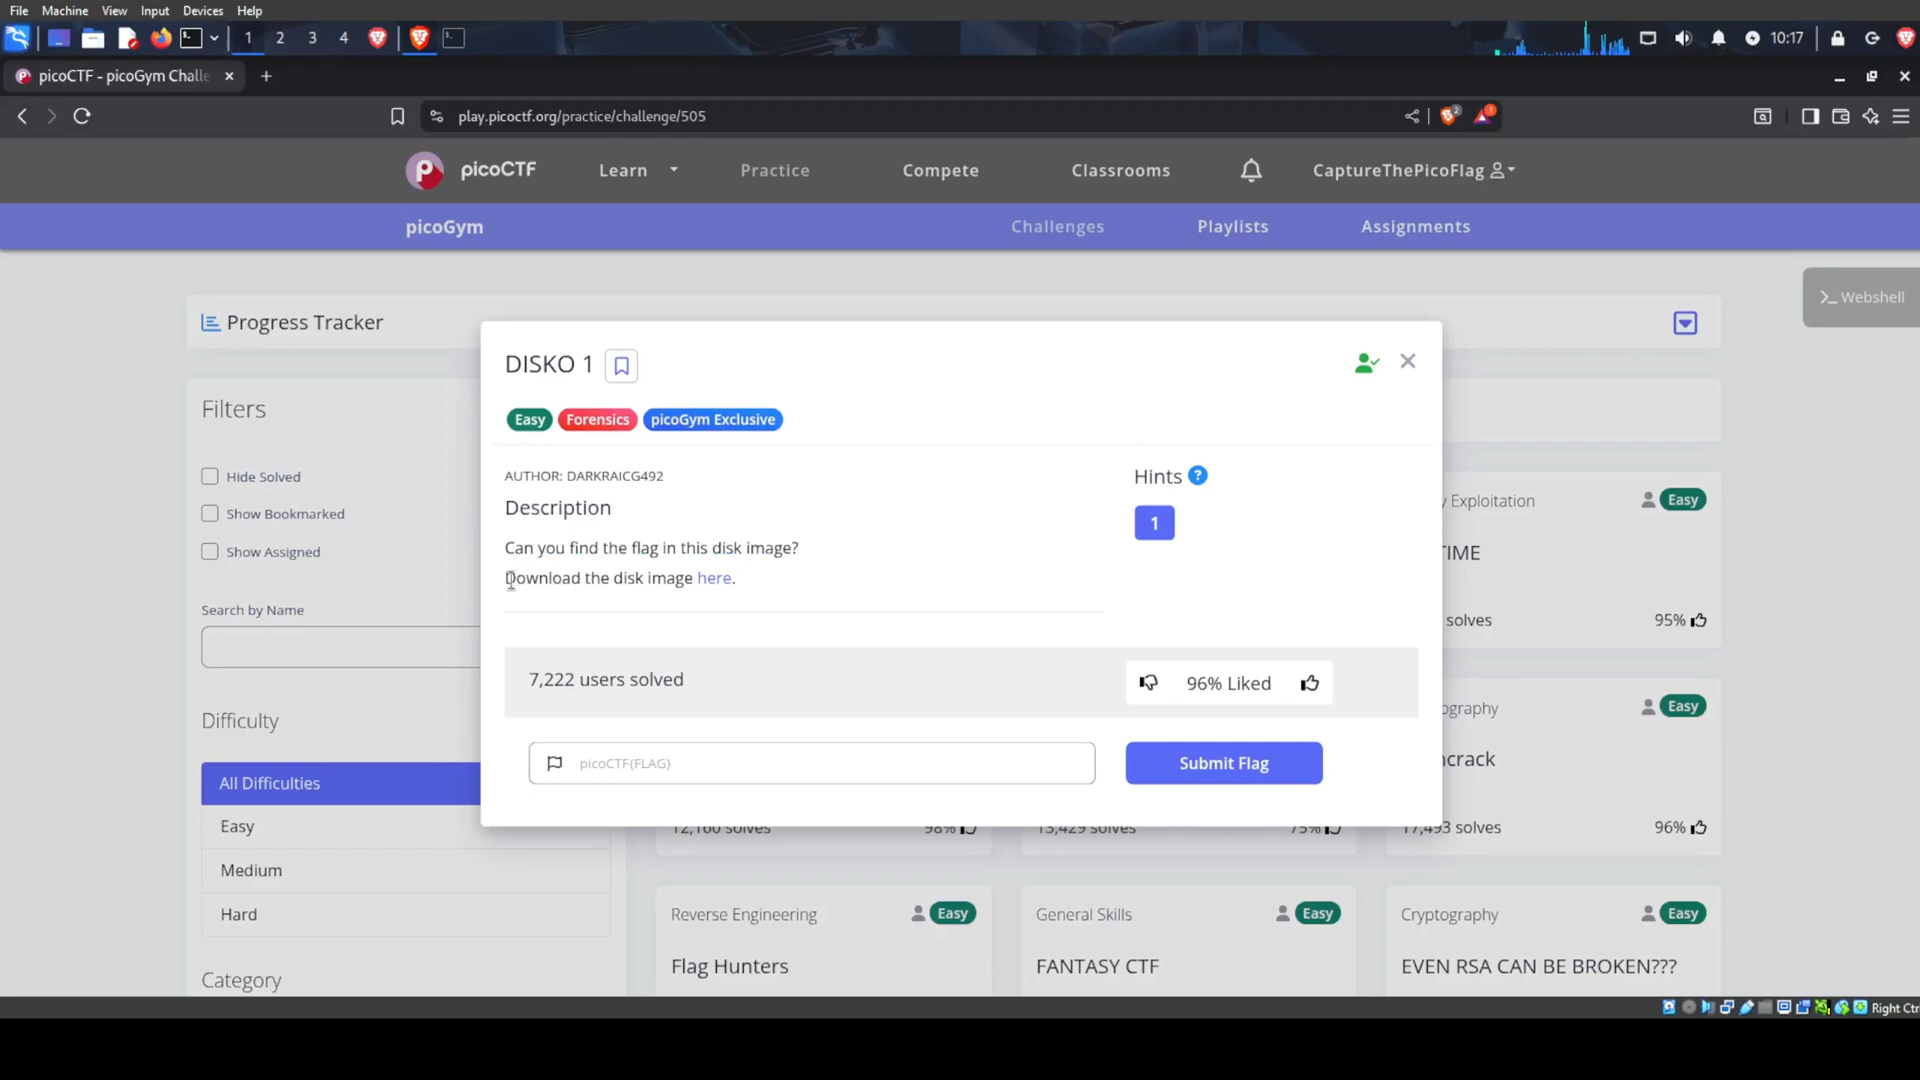 File Machine View Input Devices Help
1 2 3 4 10:17
picoCTF - picoGym Challe
play.picoctf.org/practice/challenge/505
picoCTF Learn Practice Compete Classrooms CaptureThePicoFlag
picoGym Challenges Playlists Assignments
>_ Webshell
Progress Tracker
DISKO 1
Filters
Easy Forensics picoGym Exclusive
Hide Solved
Show Bookmarked
Show Assigned
Search by Name
Difficulty
All Difficulties
Easy
Medium
Hard
Category
AUTHOR: DARKRAICG492
Hints ?
Description
1
Can you find the flag in this disk image?
Download the disk image here.
7,222 users solved
96% Liked
picoCTF{FLAG}
Submit Flag
Exploitation Easy
TIME
solves 95%
ography Easy
crack
12,160 solves 98%
13,429 solves 75%
17,493 solves 96%
Reverse Engineering Easy
Flag Hunters
General Skills Easy
FANTASY CTF
Cryptography Easy
EVEN RSA CAN BE BROKEN???
Right Ctr